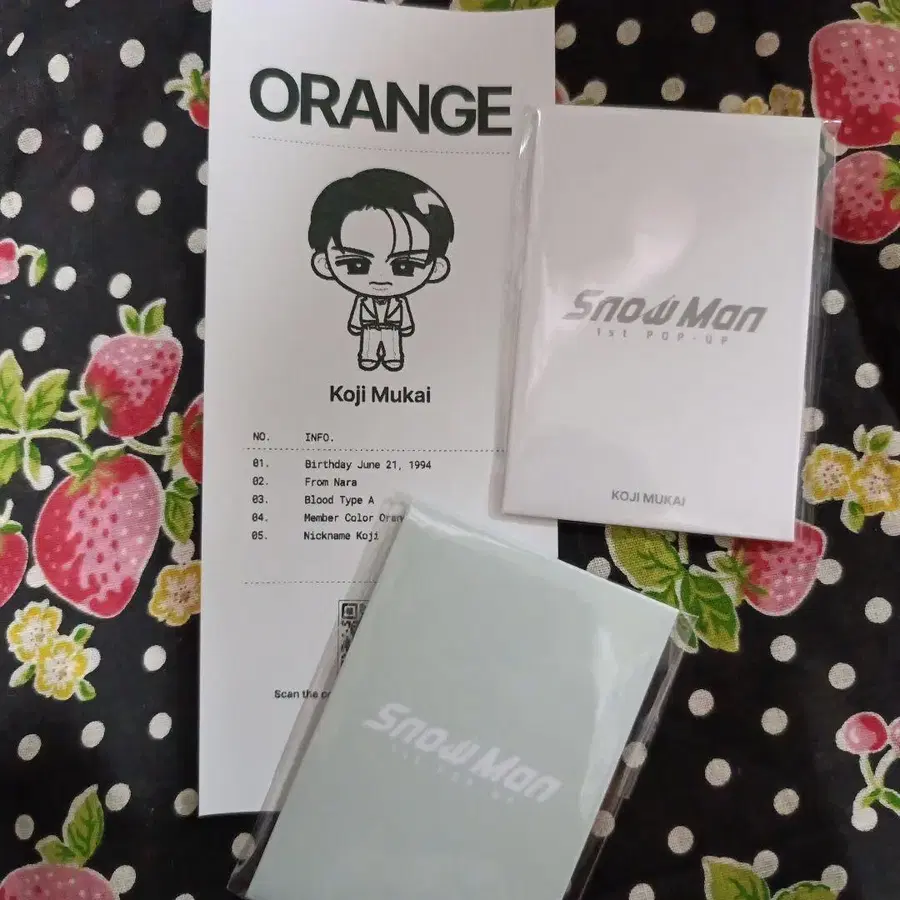 ORANGE
Koji Mukai
NO. INFO.
01. Birthday June 21, 1994
02. From Nara
03. Blood Type A
04. Member Color Oran
05. Nickname Koji
Scan the
Snow Man
1st POP-UP
KOJI MUKAI
Snow Man
1st POP-UP